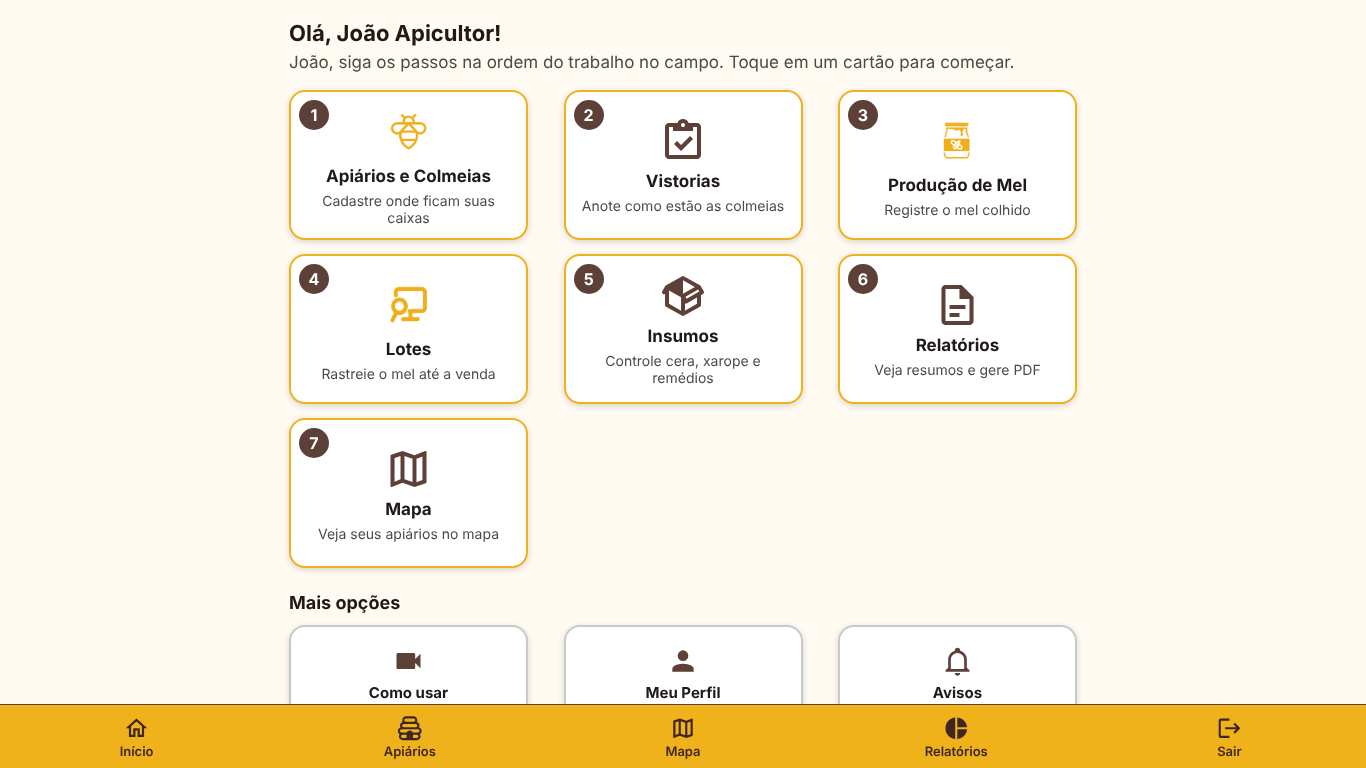 Olá, João Apicultor!
João, siga os passos na ordem do trabalho no campo. Toque em um cartão para começar.
1
Apiários e Colmeias
Cadastre onde ficam suas
caixas
2
Vistorias
Anote como estão as colmeias
3
Produção de Mel
Registre o mel colhido
4
Lotes
Rastreie o mel até a venda
5
Insumos
Controle cera, xarope e
remédios
6
Relatórios
Veja resumos e gere PDF
7
Mapa
Veja seus apiários no mapa
Mais opções
Como usar
Meu Perfil
Avisos
Início
Apiários
Mapa
Relatórios
Sair